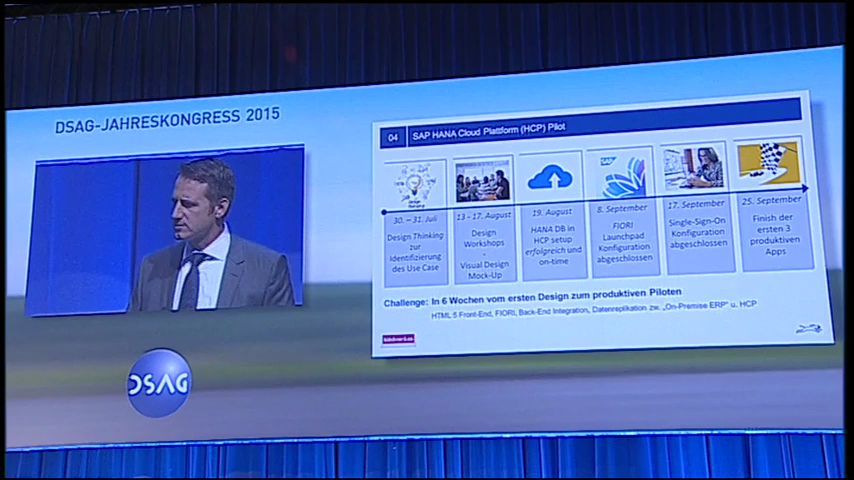 DSAG-JAHRESKONGRESS 2015
04 SAP HANA Cloud Plattform (HCP) Pilot
Design
Thinking
SAP
30. – 31. Juli
Design Thinking
zur
Identifizierung
des Use Case
13 - 17. August
Design
Workshops
-
Visual Design
Mock-Up
19. August
HANA DB in
HCP setup
erfolgreich und
on-time
8. September
FIORI
Launchpad
Konfiguration
abgeschlossen
17. September
Single-Sign-On
Konfiguration
abgeschlossen
25. September
Finish der
ersten 3
produktiven
Apps
Challenge: In 6 Wochen vom ersten Design zum produktiven Piloten
HTML 5 Front-End, FIORI, Back-End Integration, Datenreplikation zw. „On-Premise ERP“ u. HCP
DSAG